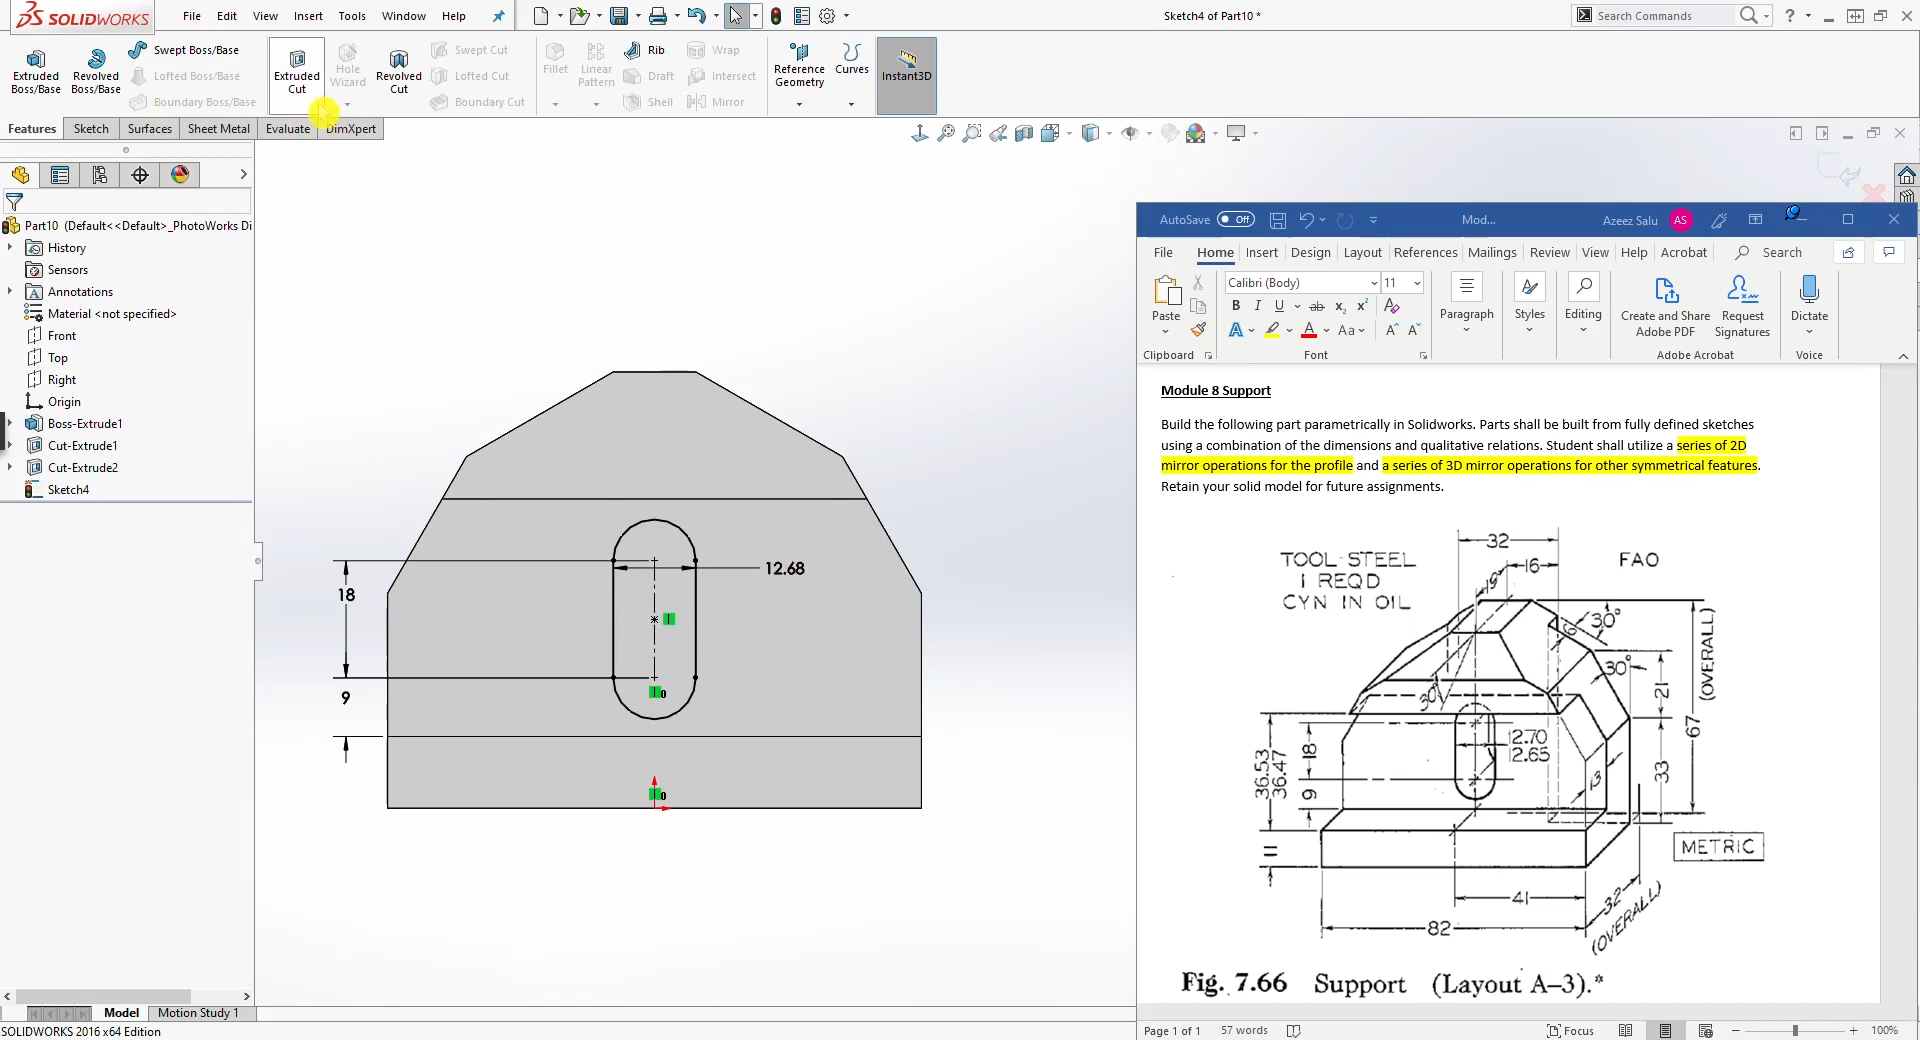 SOLIDWORKS
File Edit View Insert Tools Window Help
Sketch4 of Part10 *
Search Commands
?
Extruded Boss/Base
Revolved Boss/Base
Swept Boss/Base
Lofted Boss/Base
Boundary Boss/Base
Extruded Cut
Hole Wizard
Revolved Cut
Swept Cut
Lofted Cut
Boundary Cut
Fillet
Linear Pattern
Rib
Draft
Shell
Wrap
Intersect
Mirror
Reference Geometry
Curves
Instant3D
Features Sketch Surfaces Sheet Metal Evaluate DimXpert
Part10 (Default<<Default>_PhotoWorks Di
History
Sensors
Annotations
Material <not specified>
Front
Top
Right
Origin
Boss-Extrude1
Cut-Extrude1
Cut-Extrude2
Sketch4
12.68
18
9
0
0
Model Motion Study 1
SOLIDWORKS 2016 x64 Edition
AutoSave Off Mod... Azeez Salu AS
File Home Insert Design Layout References Mailings Review View Help Acrobat Search
Paste
Clipboard
Calibri (Body) 11
B I U ab x₂ x²
A A Aa A A
Font
Paragraph
Styles
Editing
Create and Share Adobe PDF
Request Signatures
Adobe Acrobat
Dictate
Voice
Module 8 Support
Build the following part parametrically in Solidworks. Parts shall be built from fully defined sketches
using a combination of the dimensions and qualitative relations. Student shall utilize a series of 2D
mirror operations for the profile and a series of 3D mirror operations for other symmetrical features.
Retain your solid model for future assignments.
TOOL-STEEL
1 REQD
CYN IN OIL
FAO
32
16
19
30°
6
30°
30°
21
67
(OVERALL)
33
12.70
12.65
18
9
36.53
36.47
13
11
METRIC
41
32
(OVERALL)
82
Fig. 7.66 Support (Layout A–3).*
Page 1 of 1 57 words Focus 100%